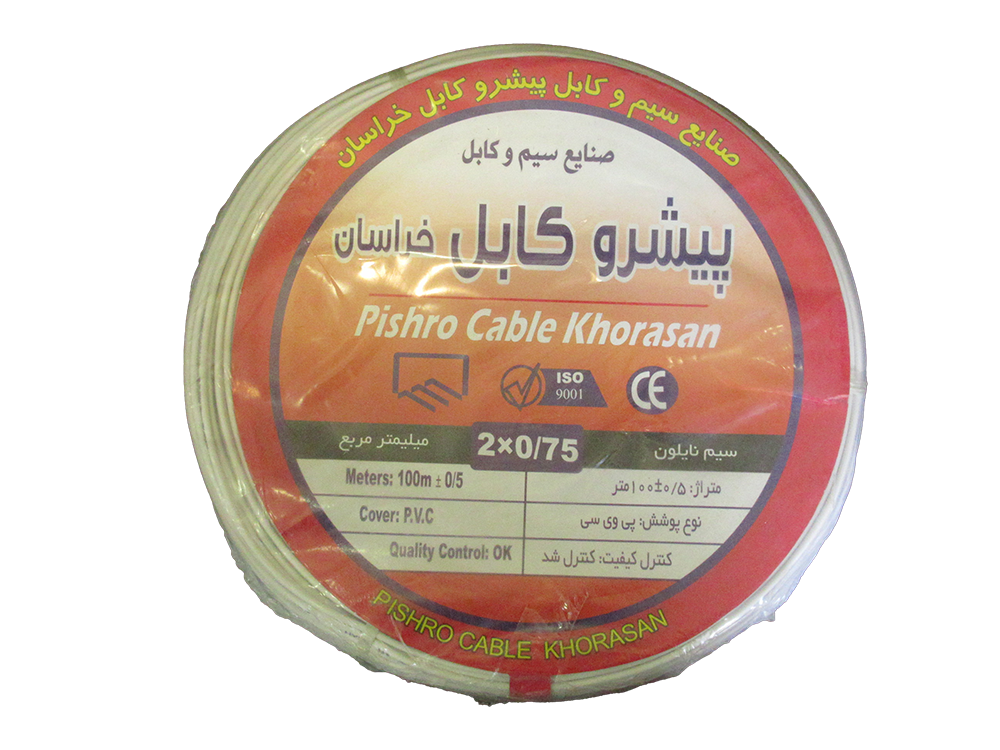 صنایع سیم و کابل پیشرو کابل خراسان
صنایع سیم و کابل
پیشرو کابل خراسان
Pishro Cable Khorasan
ISO
9001
CE
سیم نایلون 2×0/75 میلیمتر مربع
متراژ: ۱۰۰±۰/۵ متر Meters: 100m ± 0/5
نوع پوشش: پی وی سی Cover: P.V.C
کنترل کیفیت: کنترل شد Quality Control: OK
PISHRO CABLE KHORASAN